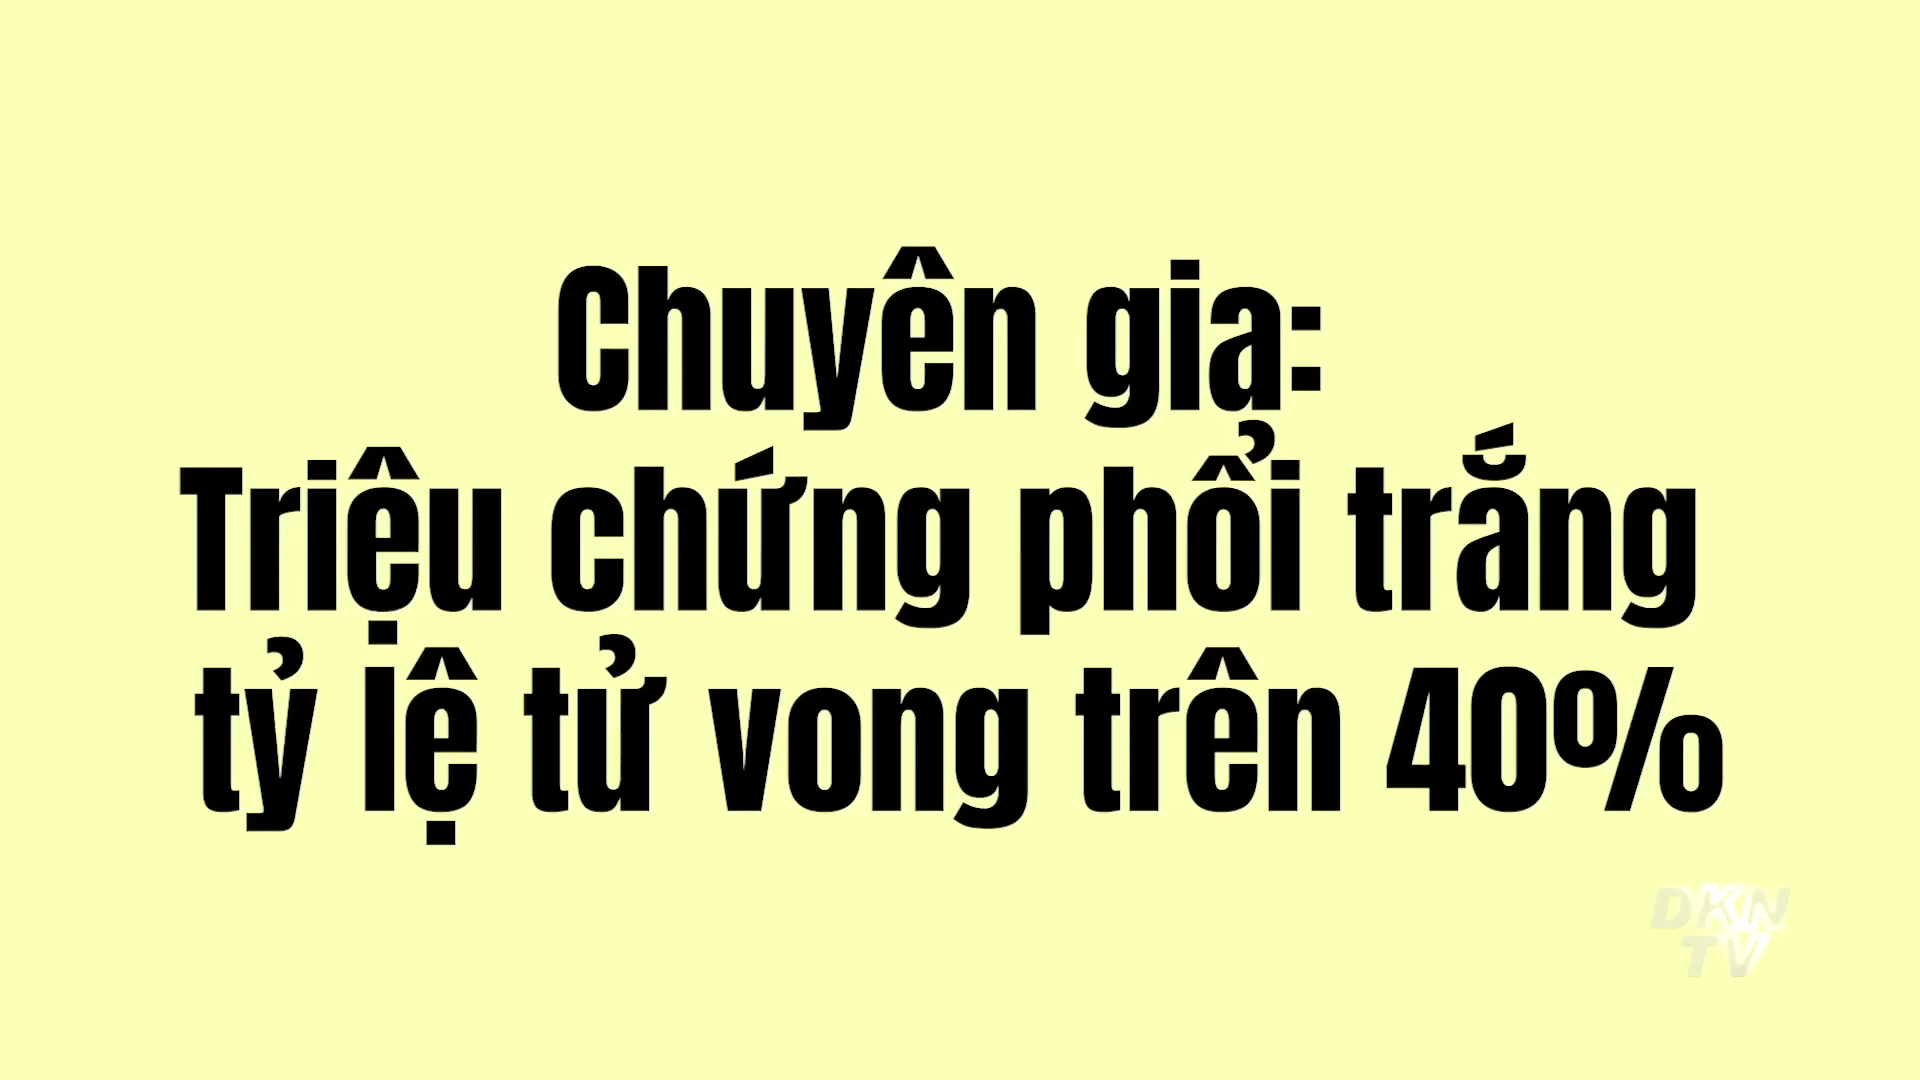 Chuyên gia:
Triệu chứng phổi trắng
tỷ lệ tử vong trên 40%
DKN
TV